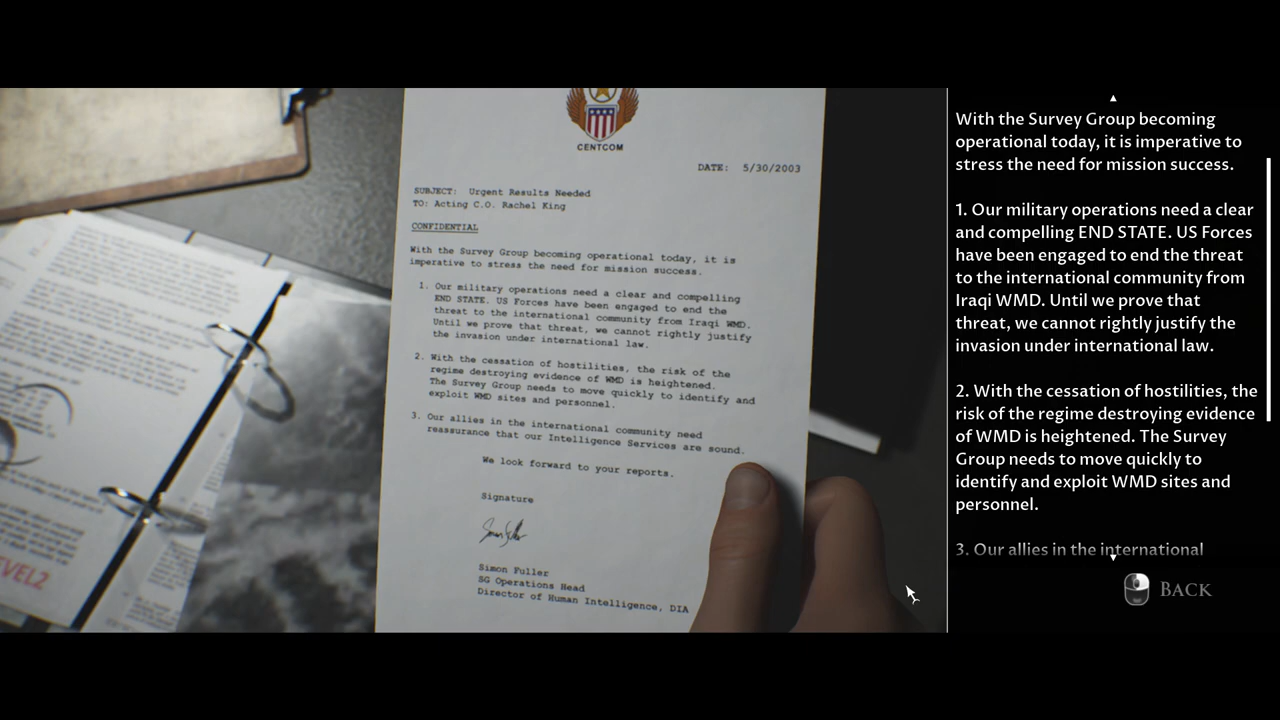 CENTCOM
DATE: 5/30/2003
SUBJECT: Urgent Results Needed
TO: Acting C.O. Rachel King
CONFIDENTIAL
With the Survey Group becoming operational today, it is
imperative to stress the need for mission success.
1. Our military operations need a clear and compelling
END STATE. US Forces have been engaged to end the
threat to the international community from Iraqi WMD.
Until we prove that threat, we cannot rightly justify
the invasion under international law.
2. With the cessation of hostilities, the risk of the
regime destroying evidence of WMD is heightened.
The Survey Group needs to move quickly to identify and
exploit WMD sites and personnel.
3. Our allies in the international community need
reassurance that our Intelligence Services are sound.
We look forward to your reports.
Signature
Simon Fuller
SG Operations Head
Director of Human Intelligence, DIA
With the Survey Group becoming
operational today, it is imperative to
stress the need for mission success.
1. Our military operations need a clear
and compelling END STATE. US Forces
have been engaged to end the threat
to the international community from
Iraqi WMD. Until we prove that
threat, we cannot rightly justify the
invasion under international law.
2. With the cessation of hostilities, the
risk of the regime destroying evidence
of WMD is heightened. The Survey
Group needs to move quickly to
identify and exploit WMD sites and
personnel.
3. Our allies in the international
BACK